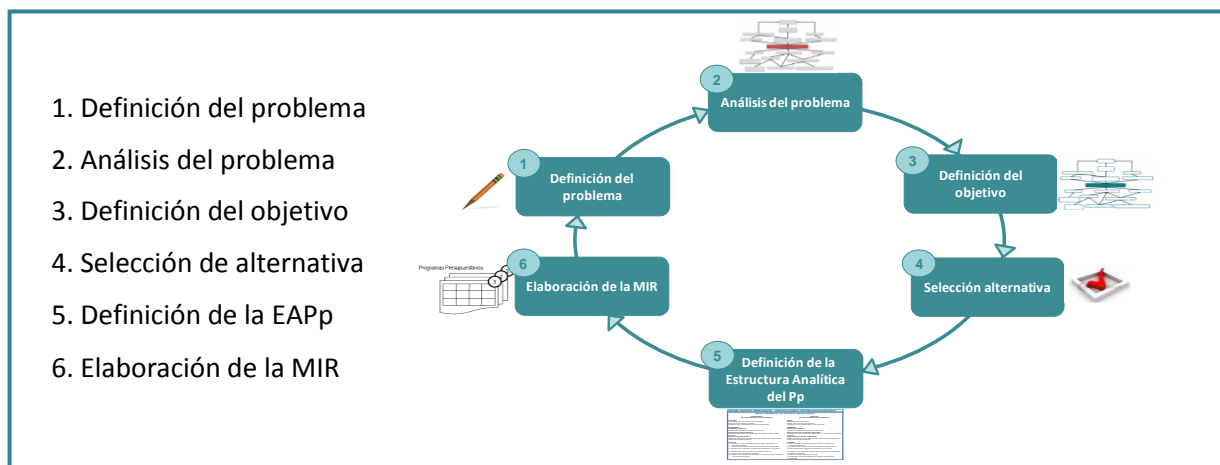 1. Definición del problema
2. Análisis del problema
3. Definición del objetivo
4. Selección de alternativa
5. Definición de la EAPp
6. Elaboración de la MIR
2
Análisis del problema
1
Definición del
problema
3
Definición del
objetivo
Programas Presupuestarios
6
Elaboración de la MIR
4
Selección alternativa
5
Definición de la
Estructura Analítica
del Pp